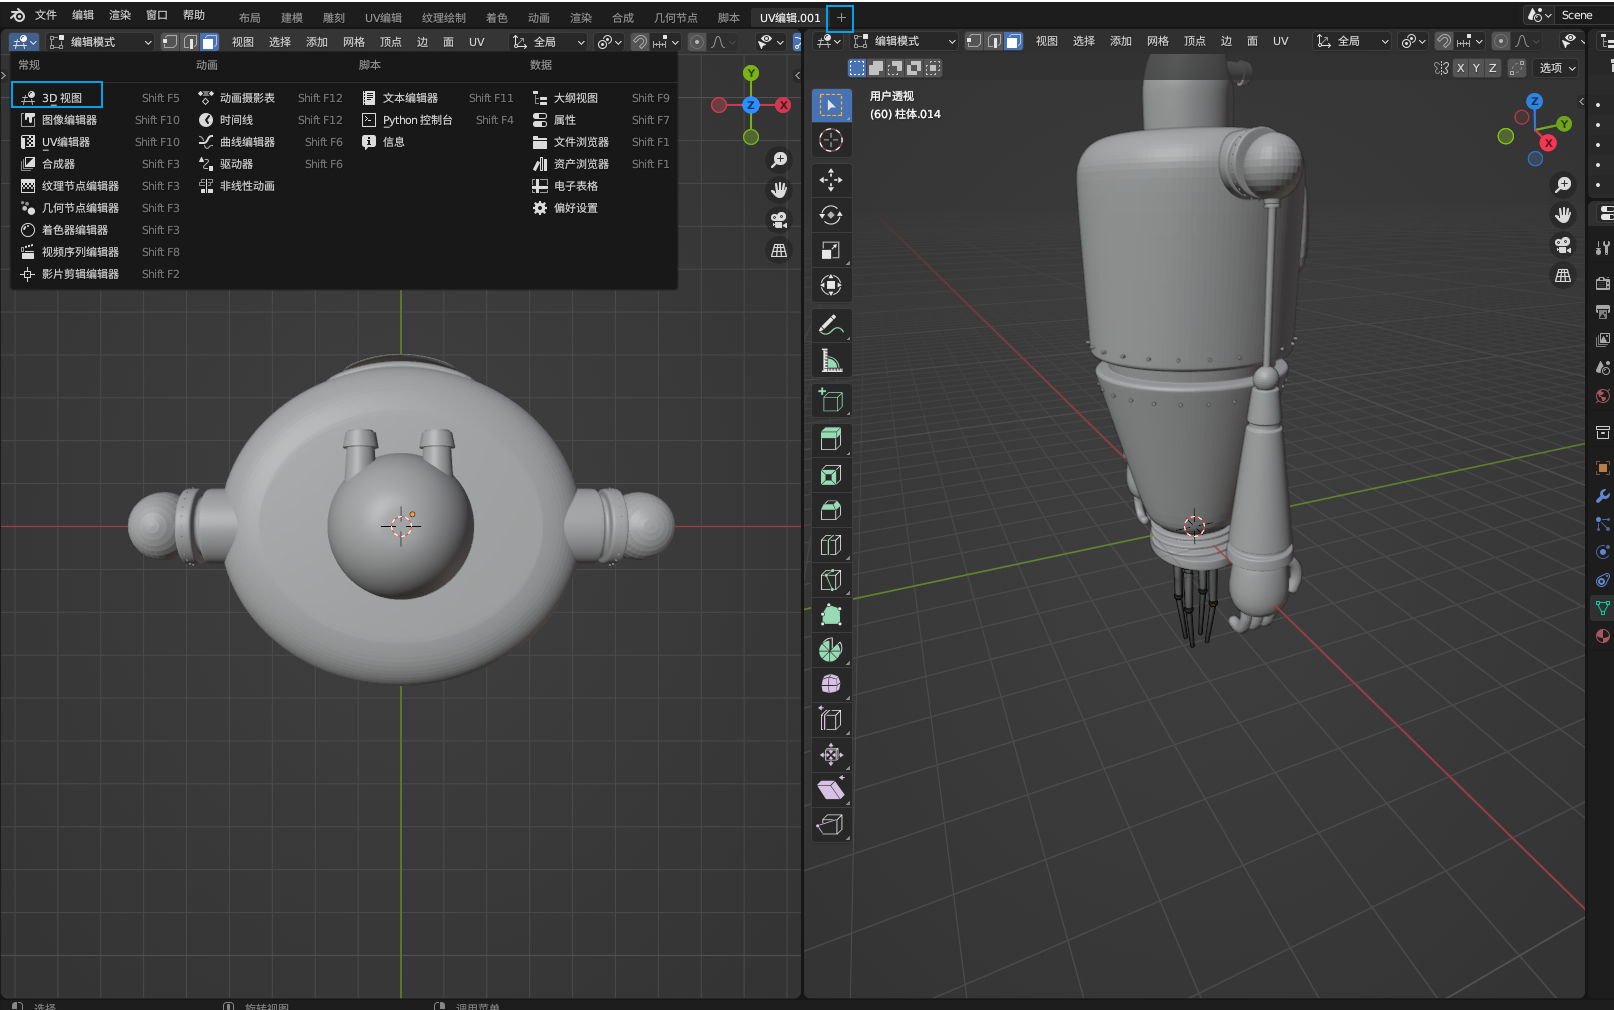 文件 编辑 渲染 窗口 帮助 布局 建模 雕刻 UV编辑 纹理绘制 着色 动画 渲染 合成 几何节点 脚本 UV编辑.001 + Scene
编辑模式 视图 选择 添加 网格 顶点 边 面 UV 全局
编辑模式 视图 选择 添加 网格 顶点 边 面 UV 全局
X Y Z 选项
常规 动画 脚本 数据
3D 视图 Shift F5 动画摄影表 Shift F12 文本编辑器 Shift F11 大纲视图 Shift F9
图像编辑器 Shift F10 时间线 Shift F12 Python 控制台 Shift F4 属性 Shift F7
UV编辑器 Shift F10 曲线编辑器 Shift F6 信息 文件浏览器 Shift F1
合成器 Shift F3 驱动器 Shift F6 资产浏览器 Shift F1
纹理节点编辑器 Shift F3 非线性动画 电子表格
几何节点编辑器 Shift F3 偏好设置
着色器编辑器 Shift F3
视频序列编辑器 Shift F8
影片剪辑编辑器 Shift F2
Y
Z X
用户透视
(60) 柱体.014
Z
Y
X
选择 旋转视图 调用菜单